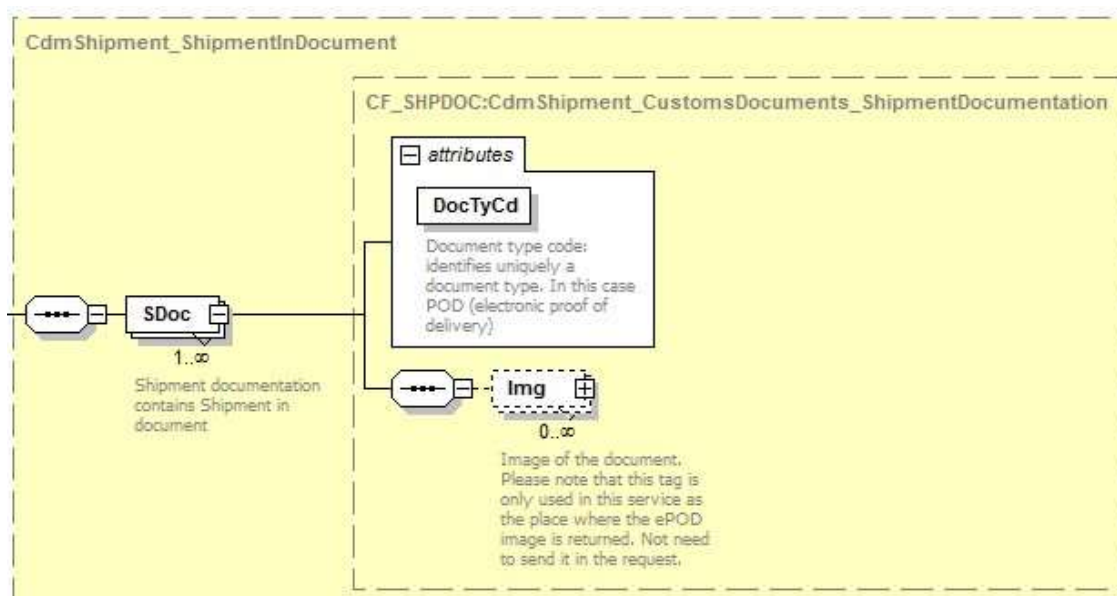 CdmShipment_ShipmentInDocument
CF_SHPDOC:CdmShipment_CustomsDocuments_ShipmentDocumentation
attributes
DocTyCd
Document type code:
identifies uniquely a
document type. In this case
POD (electronic proof of
delivery)
SDoc
1..∞
Shipment documentation
contains Shipment in
document
Img
0..∞
Image of the document.
Please note that this tag is
only used in this service as
the place where the ePOD
image is returned. Not need
to send it in the request.